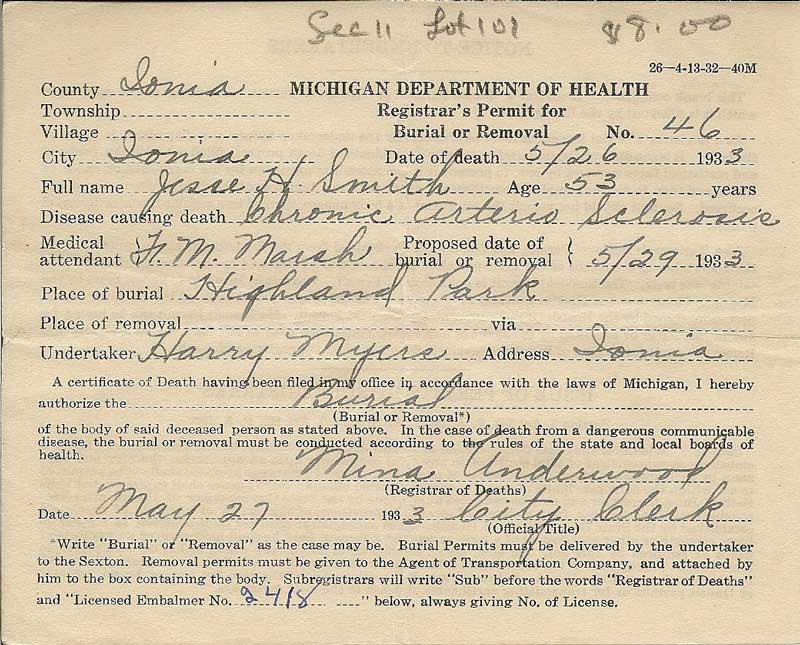 Sec 11 Lot 101 $8.00
26—4-13-32—40M
County Ionia MICHIGAN DEPARTMENT OF HEALTH
Township Registrar's Permit for
Village Burial or Removal No. 46
City Ionia Date of death 5/26 1933
Full name Jesse H. Smith Age 53 years
Disease causing death Chronic Arterio Sclerosis
Medical attendant F. M. Marsh Proposed date of burial or removal } 5/29 1933
Place of burial Highland Park
Place of removal via
Undertaker Harry Myers Address Ionia
A certificate of Death having been filed in my office in accordance with the laws of Michigan, I hereby
authorize the Burial
(Burial or Removal*)
of the body of said deceased person as stated above. In the case of death from a dangerous communicable
disease, the burial or removal must be conducted according to the rules of the state and local boards of
health.
Mina Underwood
(Registrar of Deaths)
Date May 27 1933 City Clerk
(Official Title)
*Write "Burial" or "Removal" as the case may be. Burial Permits must be delivered by the undertaker
to the Sexton. Removal permits must be given to the Agent of Transportation Company, and attached by
him to the box containing the body. Subregistrars will write "Sub" before the words "Registrar of Deaths"
and "Licensed Embalmer No. 2418 " below, always giving No. of License.